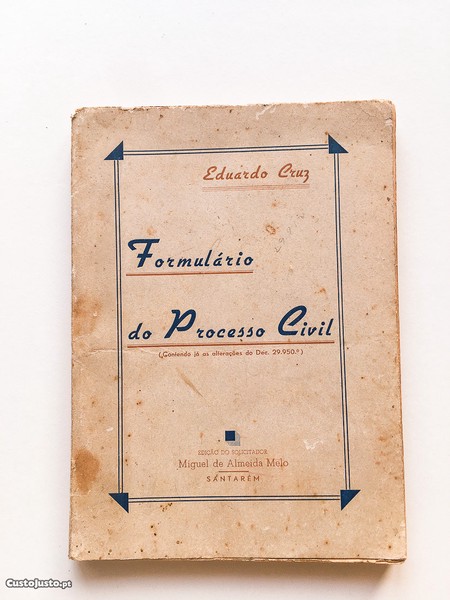 Eduardo Cruz
Formulário
do Processo Civil
(Contendo já as alterações do Dec. 29.950.º)
EDIÇÃO DO SOLICITADOR
Miguel de Almeida Melo
SANTARÉM
CustoJusto.pt